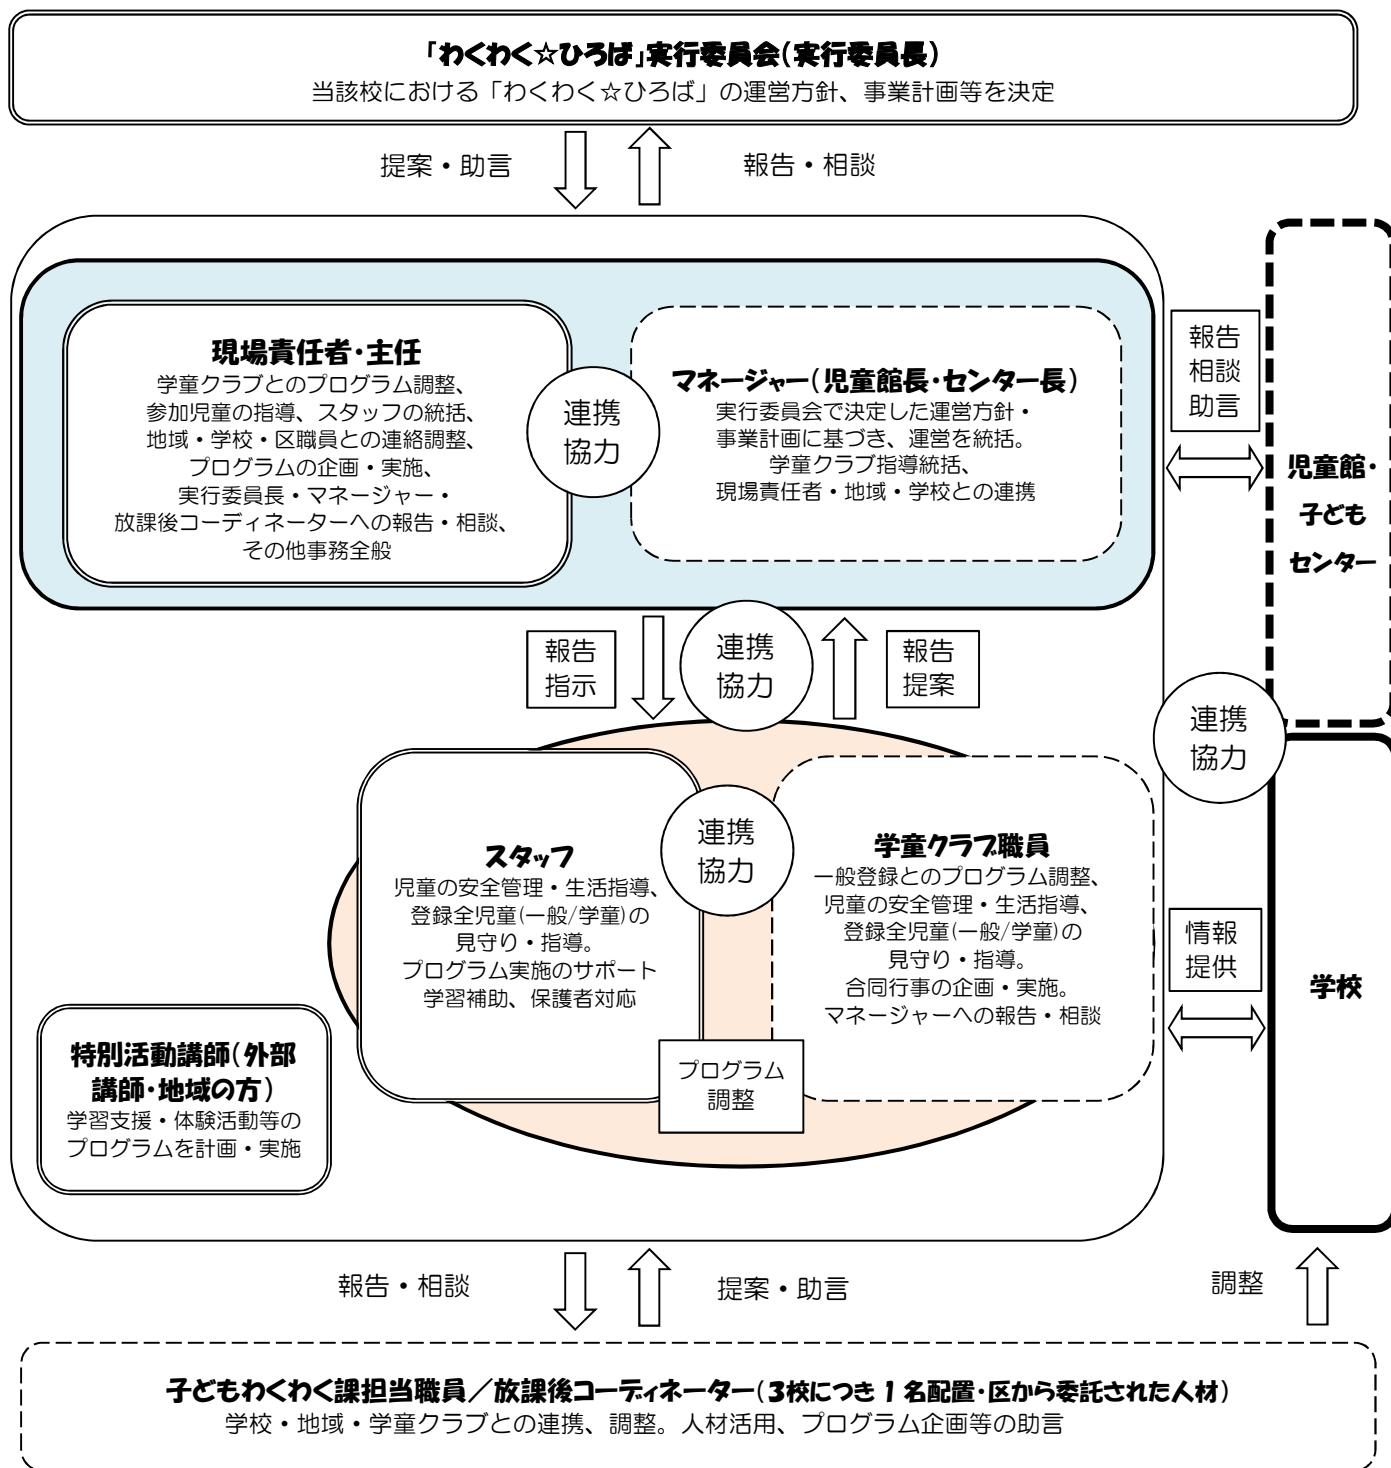 「わくわく☆ひろば」実行委員会(実行委員長)
当該校における「わくわく☆ひろば」の運営方針、事業計画等を決定
提案・助言
報告・相談
現場責任者・主任
学童クラブとのプログラム調整、
参加児童の指導、スタッフの統括、
地域・学校・区職員との連絡調整、
プログラムの企画・実施、
実行委員長・マネージャー・
放課後コーディネーターへの報告・相談、
その他事務全般
連携
協力
マネージャー(児童館長・センター長)
実行委員会で決定した運営方針・
事業計画に基づき、運営を統括。
学童クラブ指導統括、
現場責任者・地域・学校との連携
報告
相談
助言
児童館・
子ども
センター
報告
指示
連携
協力
報告
提案
連携
協力
スタッフ
児童の安全管理・生活指導、
登録全児童(一般/学童)の
見守り・指導。
プログラム実施のサポート
学習補助、保護者対応
連携
協力
学童クラブ職員
一般登録とのプログラム調整、
児童の安全管理・生活指導、
登録全児童(一般/学童)の
見守り・指導。
合同行事の企画・実施。
マネージャーへの報告・相談
情報
提供
学校
プログラム
調整
特別活動講師(外部
講師・地域の方)
学習支援・体験活動等の
プログラムを計画・実施
報告・相談
提案・助言
調整
子どもわくわく課担当職員／放課後コーディネーター(3校につき1名配置・区から委託された人材)
学校・地域・学童クラブとの連携、調整。人材活用、プログラム企画等の助言